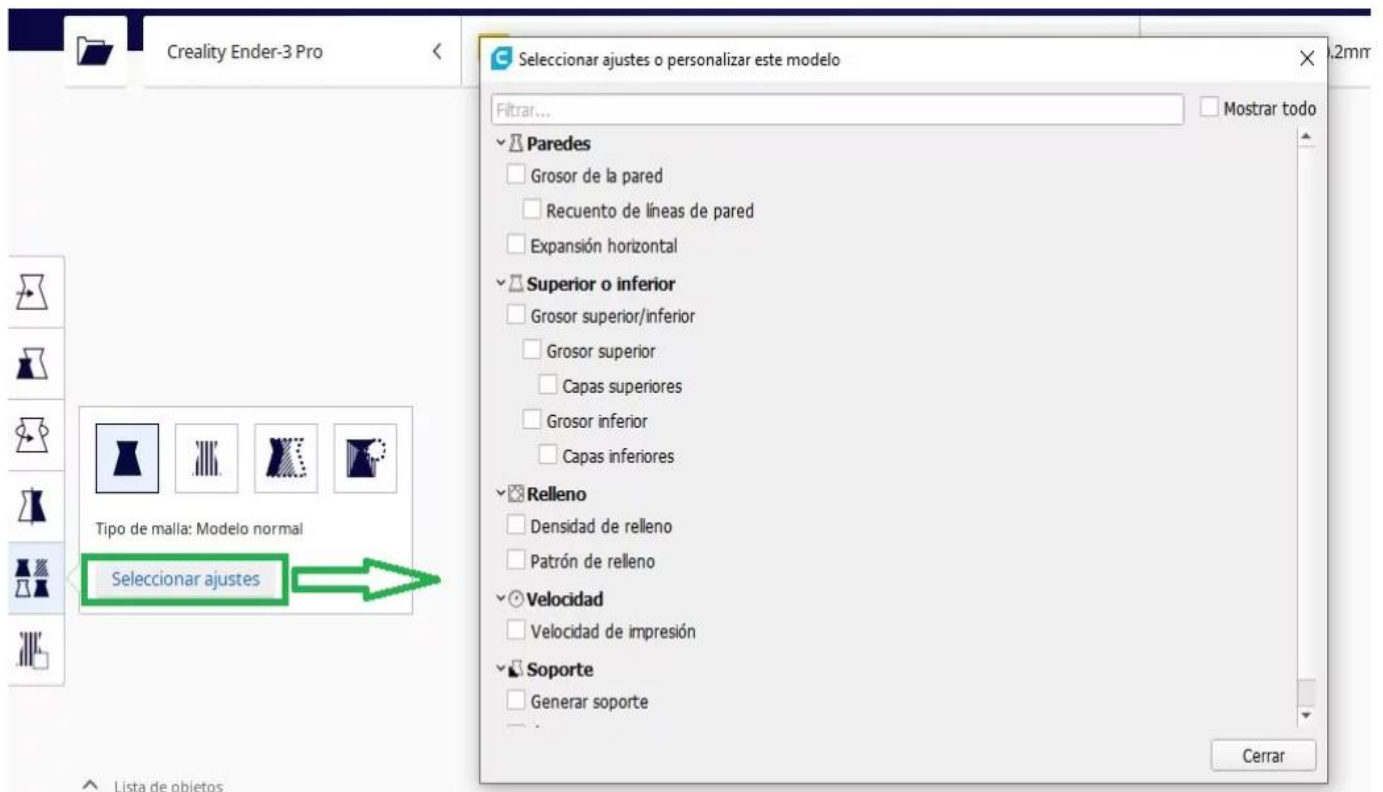 Creality Ender-3 Pro
Seleccionar ajustes o personalizar este modelo
.2mm
Filtrar...
Mostrar todo
Paredes
Grosor de la pared
Recuento de líneas de pared
Expansión horizontal
Superior o inferior
Grosor superior/inferior
Grosor superior
Capas superiores
Grosor inferior
Capas inferiores
Relleno
Densidad de relleno
Patrón de relleno
Velocidad
Velocidad de impresión
Soporte
Generar soporte
Cerrar
Tipo de malla: Modelo normal
Seleccionar ajustes
Lista de objetos